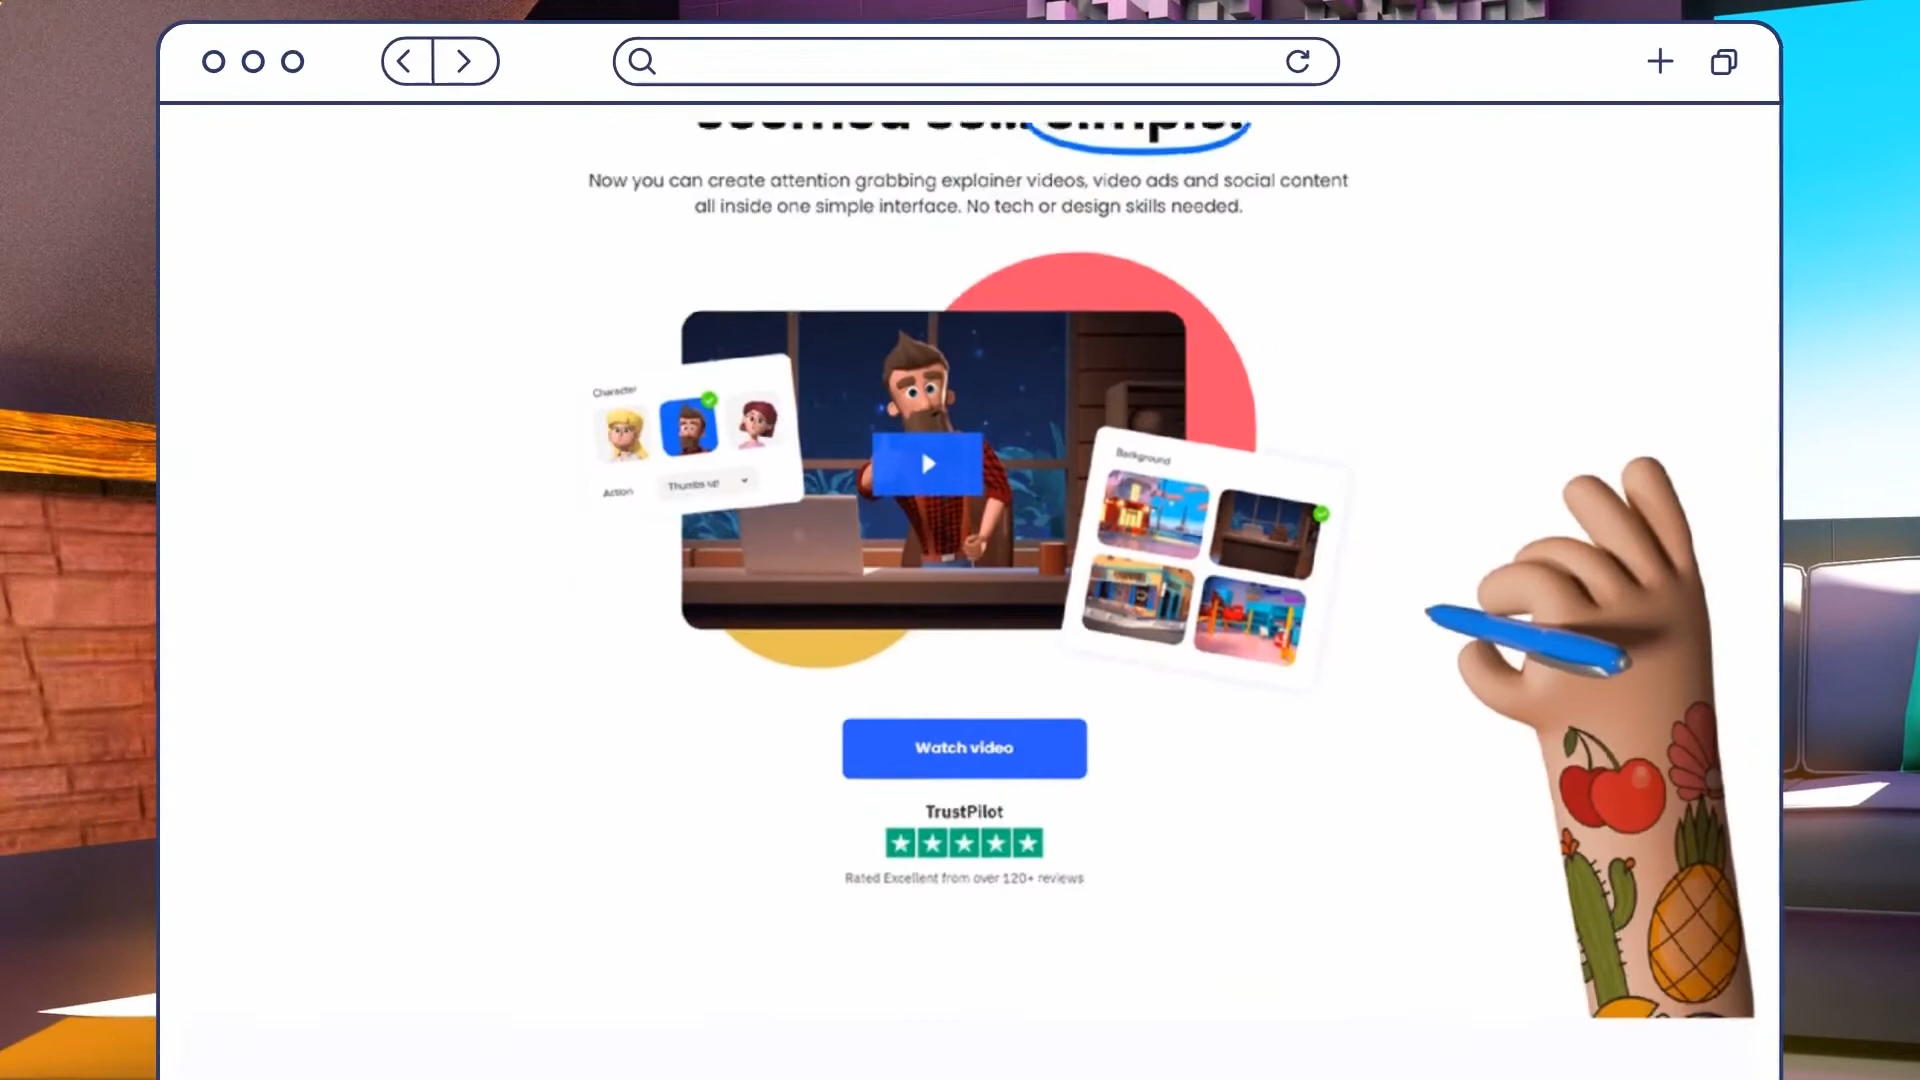 Now you can create attention grabbing explainer videos, video ads and social content
all inside one simple interface. No tech or design skills needed.
Character
Action
Thumbs up
Background
Watch video
TrustPilot
Rated Excellent from over 120+ reviews